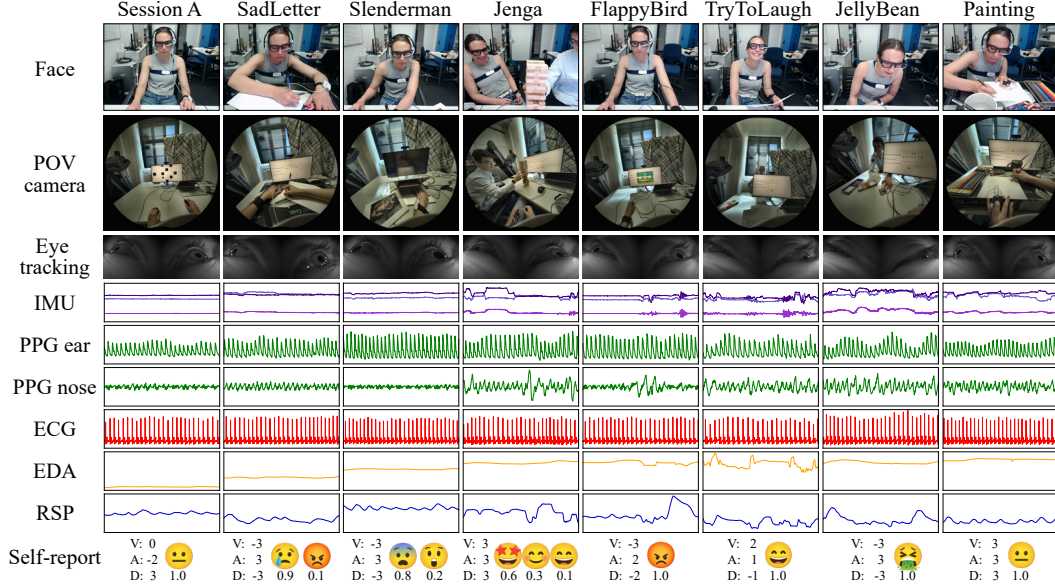 Session A SadLetter Slenderman Jenga FlappyBird TryToLaugh JellyBean Painting
Face
POV
camera
Eye
tracking
IMU
PPG ear
PPG nose
ECG
EDA
RSP
Self-report
V: 0 V: -3 V: -3 V: 3 V: -3 V: 2 V: -3 V: 3
A: -2 A: 3 A: 3 A: 3 A: 2 A: 1 A: 3 A: 3
D: 3 1.0 D: -3 0.9 0.1 D: -3 0.8 0.2 D: 3 0.6 0.3 0.1 D: -2 1.0 D: -1 1.0 D: -3 1.0 D: 3 1.0